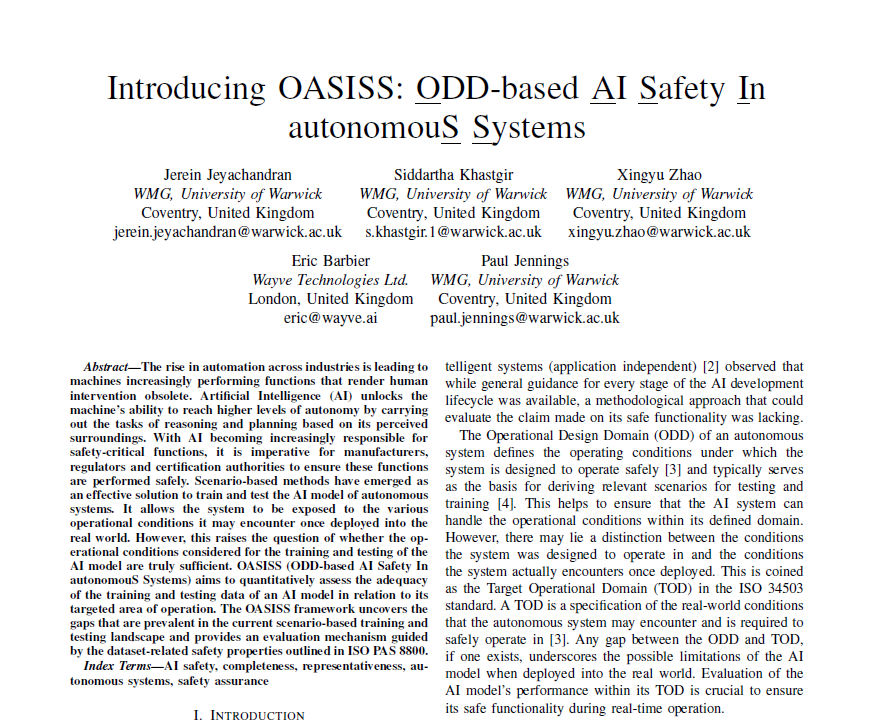 Introducing OASISS: ODD-based AI Safety In
autonomouS Systems
Jerein Jeyachandran
WMG, University of Warwick
Coventry, United Kingdom
jerein.jeyachandran@warwick.ac.uk
Siddartha Khastgir
WMG, University of Warwick
Coventry, United Kingdom
s.khastgir.1@warwick.ac.uk
Xingyu Zhao
WMG, University of Warwick
Coventry, United Kingdom
xingyu.zhao@warwick.ac.uk
Eric Barbier
Wayve Technologies Ltd.
London, United Kingdom
eric@wayve.ai
Paul Jennings
WMG, University of Warwick
Coventry, United Kingdom
paul.jennings@warwick.ac.uk
Abstract—The rise in automation across industries is leading to
machines increasingly performing functions that render human
intervention obsolete. Artificial Intelligence (AI) unlocks the
machine's ability to reach higher levels of autonomy by carrying
out the tasks of reasoning and planning based on its perceived
surroundings. With AI becoming increasingly responsible for
safety-critical functions, it is imperative for manufacturers,
regulators and certification authorities to ensure these functions
are performed safely. Scenario-based methods have emerged as
an effective solution to train and test the AI model of autonomous
systems. It allows the system to be exposed to the various
operational conditions it may encounter once deployed into the
real world. However, this raises the question of whether the op-
erational conditions considered for the training and testing of the
AI model are truly sufficient. OASISS (ODD-based AI Safety In
autonomouS Systems) aims to quantitatively assess the adequacy
of the training and testing data of an AI model in relation to its
targeted area of operation. The OASISS framework uncovers the
gaps that are prevalent in the current scenario-based training and
testing landscape and provides an evaluation mechanism guided
by the dataset-related safety properties outlined in ISO PAS 8800.
Index Terms—AI safety, completeness, representativeness, au-
tonomous systems, safety assurance
I. INTRODUCTION
telligent systems (application independent) [2] observed that
while general guidance for every stage of the AI development
lifecycle was available, a methodological approach that could
evaluate the claim made on its safe functionality was lacking.
The Operational Design Domain (ODD) of an autonomous
system defines the operating conditions under which the
system is designed to operate safely [3] and typically serves
as the basis for deriving relevant scenarios for testing and
training [4]. This helps to ensure that the AI system can
handle the operational conditions within its defined domain.
However, there may lie a distinction between the conditions
the system was designed to operate in and the conditions
the system actually encounters once deployed. This is coined
as the Target Operational Domain (TOD) in the ISO 34503
standard. A TOD is a specification of the real-world conditions
that the autonomous system may encounter and is required to
safely operate in [3]. Any gap between the ODD and TOD,
if one exists, underscores the possible limitations of the AI
model when deployed into the real world. Evaluation of the
AI model's performance within its TOD is crucial to ensure
its safe functionality during real-time operation.